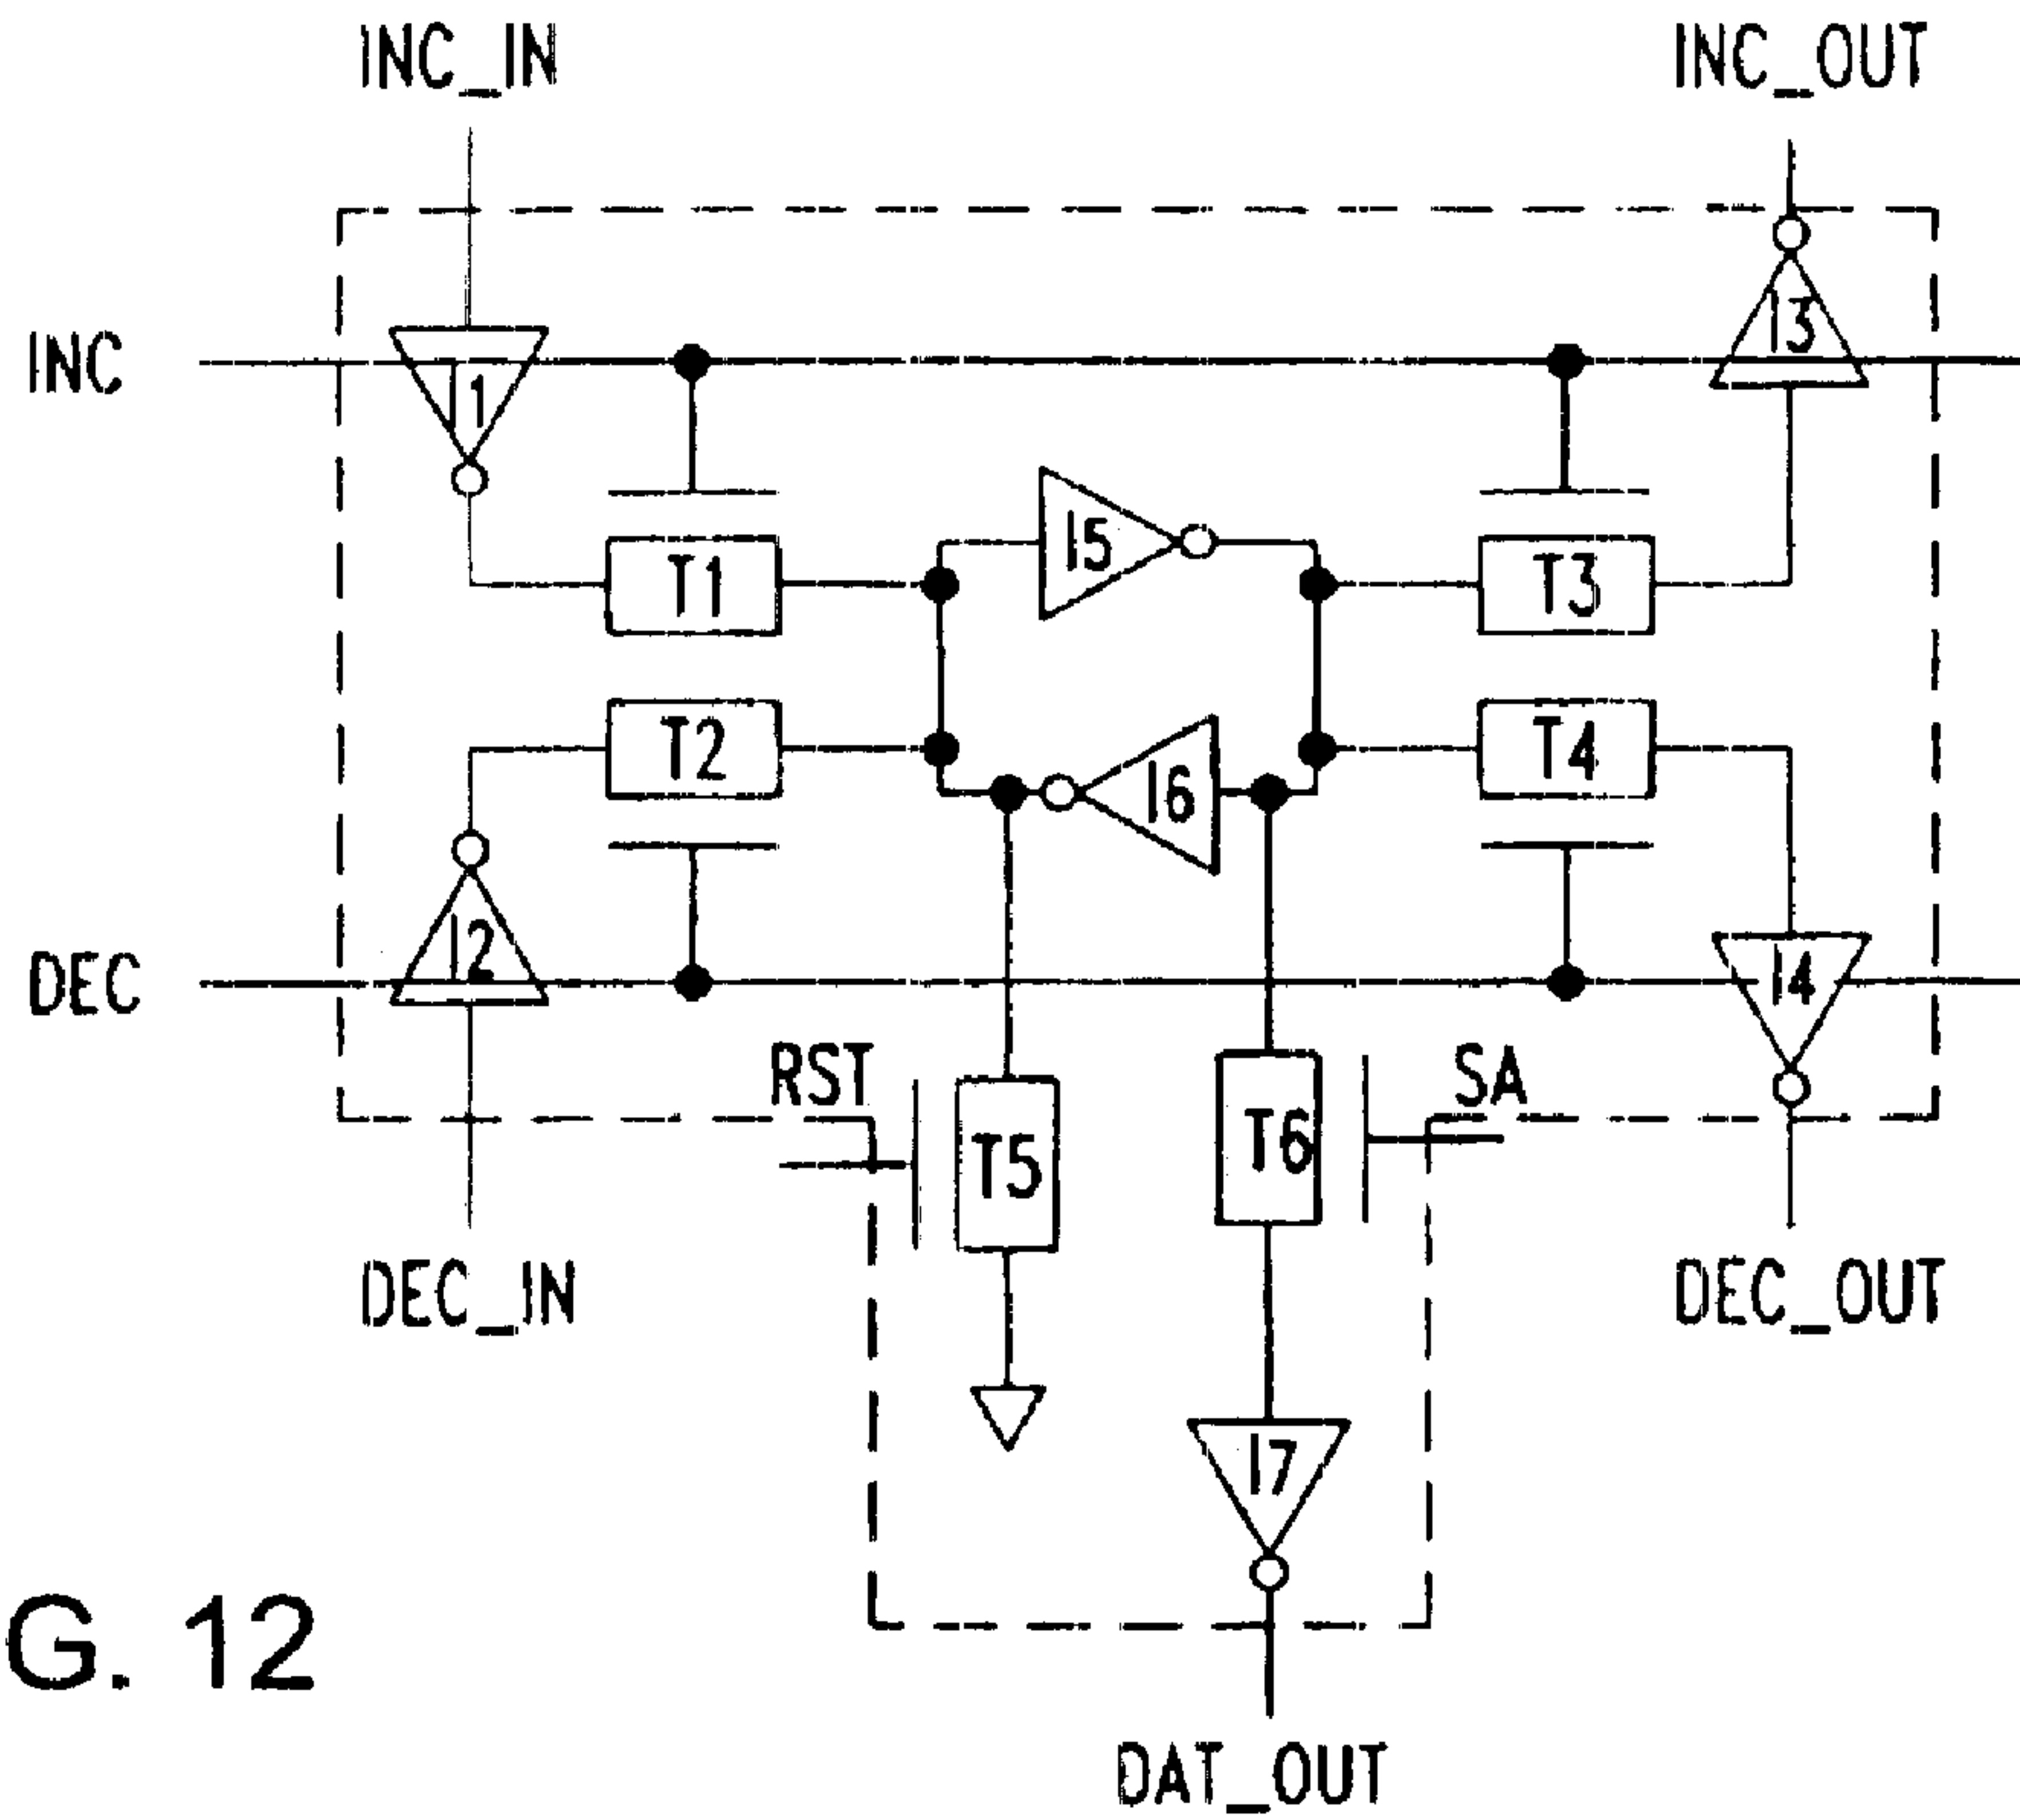 INC_IN
INC_OUT
INC
I1
I3
I5
T1
T3
T2
T4
I6
I2
I4
DEC
RST
SA
T5
T6
DEC_IN
DEC_OUT
I7
G. 12
DAT_OUT